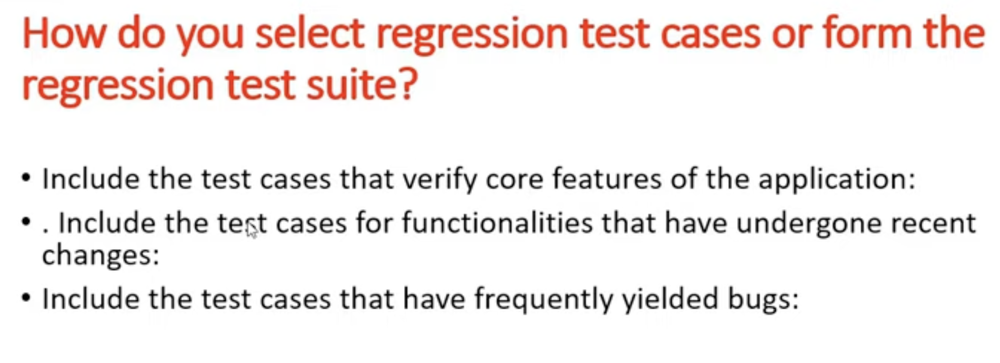 How do you select regression test cases or form the
regression test suite?
• Include the test cases that verify core features of the application:
• . Include the test cases for functionalities that have undergone recent
changes:
• Include the test cases that have frequently yielded bugs: